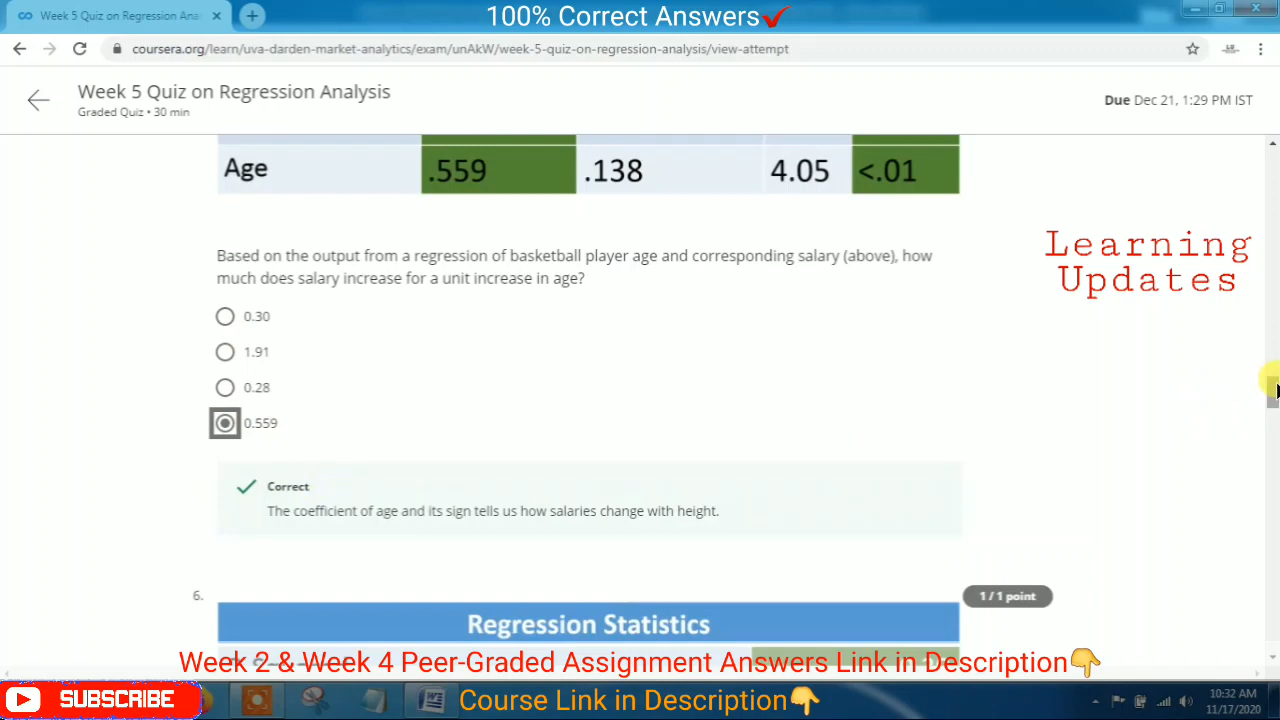 Week 5 Quiz on Regression Ana
100% Correct Answers
coursera.org/learn/uva-darden-market-analytics/exam/unAkW/week-5-quiz-on-regression-analysis/view-attempt
Week 5 Quiz on Regression Analysis
Graded Quiz • 30 min
Due Dec 21, 1:29 PM IST
Age .559 .138 4.05 <.01
Learning
Updates
Based on the output from a regression of basketball player age and corresponding salary (above), how
much does salary increase for a unit increase in age?
0.30
1.91
0.28
0.559
Correct
The coefficient of age and its sign tells us how salaries change with height.
6.
1 / 1 point
Regression Statistics
Week 2 & Week 4 Peer-Graded Assignment Answers Link in Description
SUBSCRIBE
Course Link in Description
10:32 AM
11/17/2020